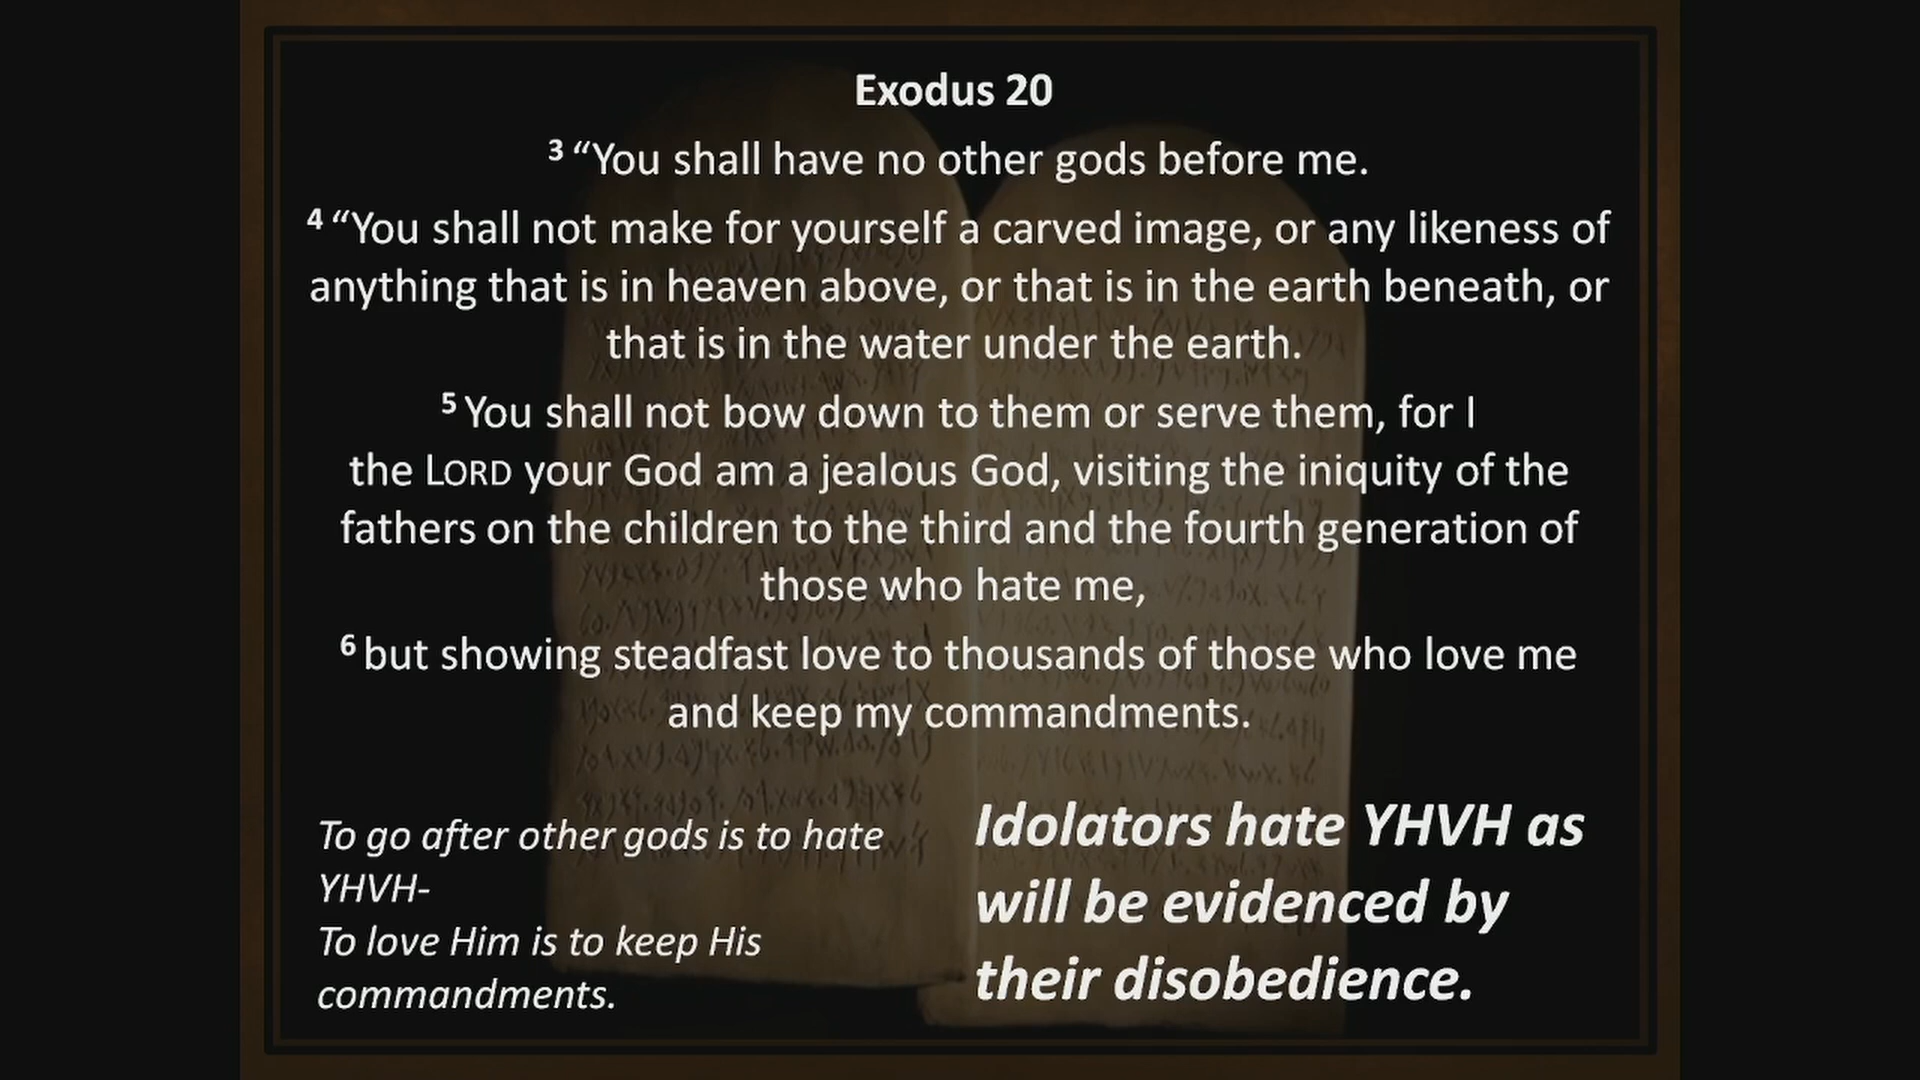 Exodus 20
3 “You shall have no other gods before me.
4 “You shall not make for yourself a carved image, or any likeness of
anything that is in heaven above, or that is in the earth beneath, or
that is in the water under the earth.
5 You shall not bow down to them or serve them, for I
the LORD your God am a jealous God, visiting the iniquity of the
fathers on the children to the third and the fourth generation of
those who hate me,
6 but showing steadfast love to thousands of those who love me
and keep my commandments.
To go after other gods is to hate
YHVH-
To love Him is to keep His
commandments.
Idolators hate YHVH as
will be evidenced by
their disobedience.